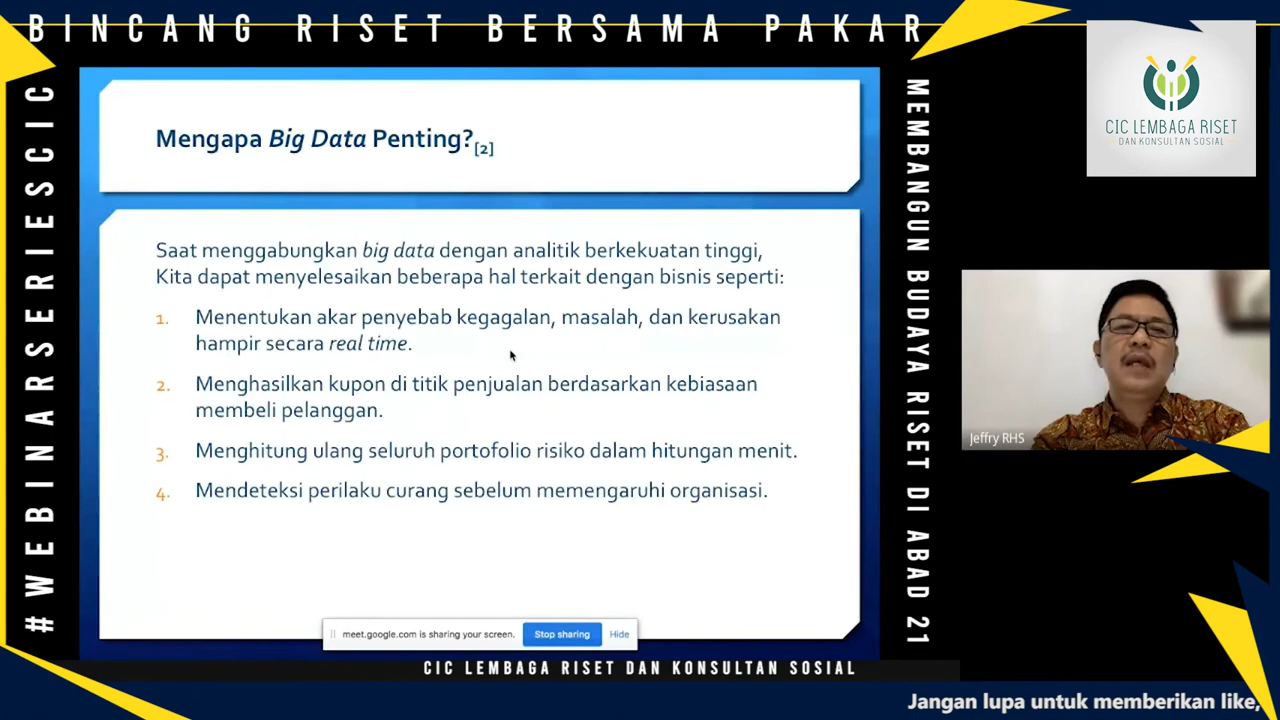 BINCANG RISET BERSAMA PAKAR
#WEBINARSERIESCIC
Mengapa Big Data Penting?[2]
Saat menggabungkan big data dengan analitik berkekuatan tinggi,
Kita dapat menyelesaikan beberapa hal terkait dengan bisnis seperti:
1. Menentukan akar penyebab kegagalan, masalah, dan kerusakan
hampir secara real time.
2. Menghasilkan kupon di titik penjualan berdasarkan kebiasaan
membeli pelanggan.
3. Menghitung ulang seluruh portofolio risiko dalam hitungan menit.
4. Mendeteksi perilaku curang sebelum memengaruhi organisasi.
meet.google.com is sharing your screen. Stop sharing Hide
MEMBANGUN BUDAYA RISET DI ABAD 21
CIC LEMBAGA RISET
DAN KONSULTAN SOSIAL
Jeffry RHS
CIC LEMBAGA RISET DAN KONSULTAN SOSIAL
Jangan lupa untuk memberikan like,